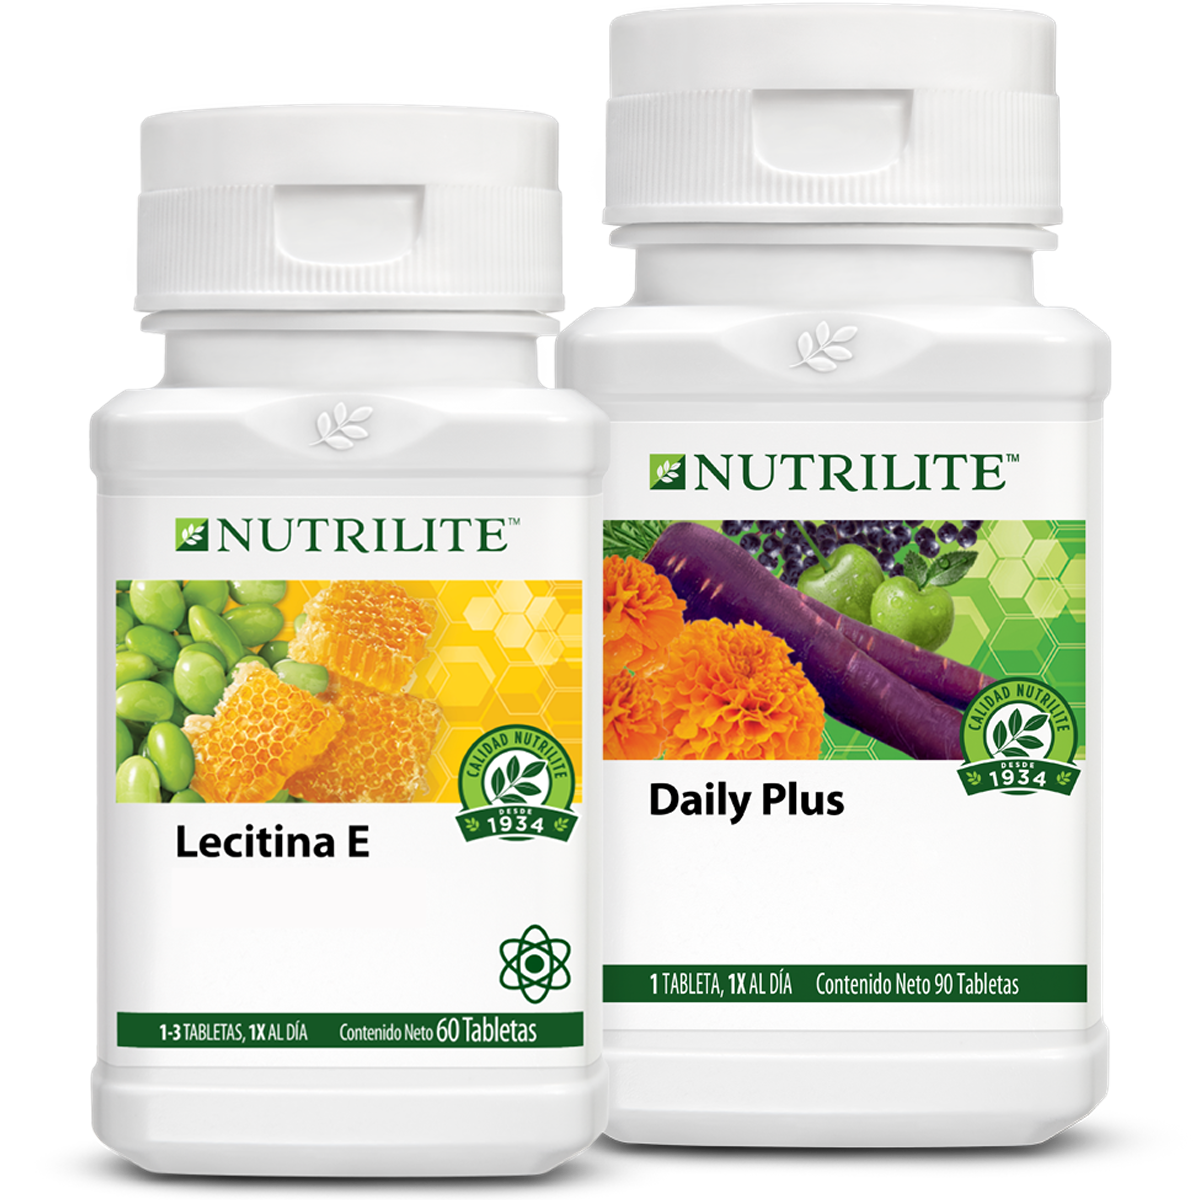 NUTRILITE™
CALIDAD NUTRILITE
DESDE
1934
Lecitina E
1-3 TABLETAS, 1X AL DÍA Contenido Neto 60 Tabletas
NUTRILITE™
CALIDAD NUTRILITE
DESDE
1934
Daily Plus
1 TABLETA, 1X AL DÍA Contenido Neto 90 Tabletas